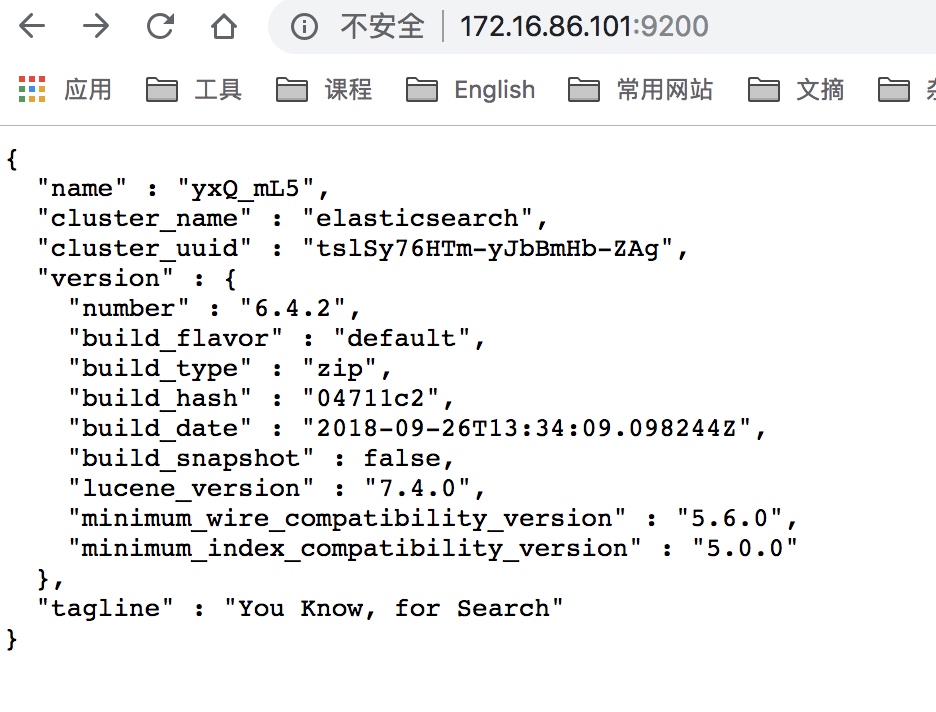 不安全 172.16.86.101:9200
应用 工具 课程 English 常用网站 文摘
{
  "name" : "yxQ_mL5",
  "cluster_name" : "elasticsearch",
  "cluster_uuid" : "tslSy76HTm-yJbBmHb-ZAg",
  "version" : {
    "number" : "6.4.2",
    "build_flavor" : "default",
    "build_type" : "zip",
    "build_hash" : "04711c2",
    "build_date" : "2018-09-26T13:34:09.098244Z",
    "build_snapshot" : false,
    "lucene_version" : "7.4.0",
    "minimum_wire_compatibility_version" : "5.6.0",
    "minimum_index_compatibility_version" : "5.0.0"
  },
  "tagline" : "You Know, for Search"
}